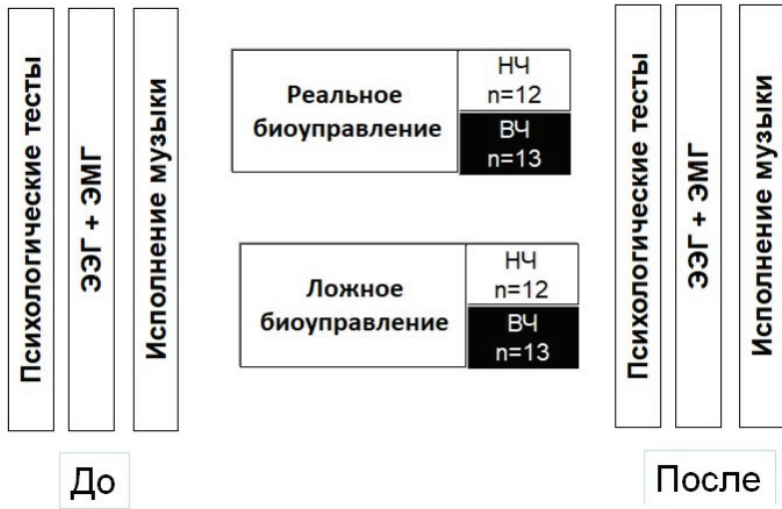 Психологические тесты
ЭЭГ + ЭМГ
Исполнение музыки
Реальное
биоуправление
НЧ
n=12
ВЧ
n=13
Ложное
биоуправление
НЧ
n=12
ВЧ
n=13
Психологические тесты
ЭЭГ + ЭМГ
Исполнение музыки
До
После